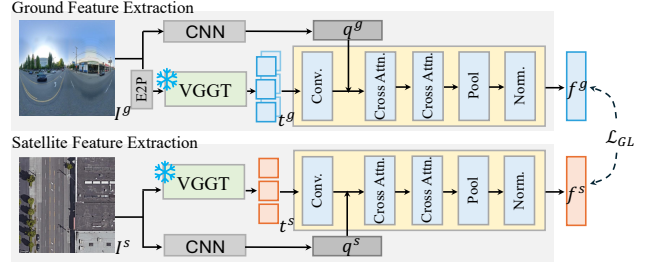 Ground Feature Extraction
CNN
q^g
I^g
E2P
VGGT
t^g
Conv.
Cross Attn.
Cross Attn.
Pool
Norm.
f^g
L_GL
Satellite Feature Extraction
VGGT
t^s
Conv.
Cross Attn.
Cross Attn.
Pool
Norm.
f^s
I^s
CNN
q^s